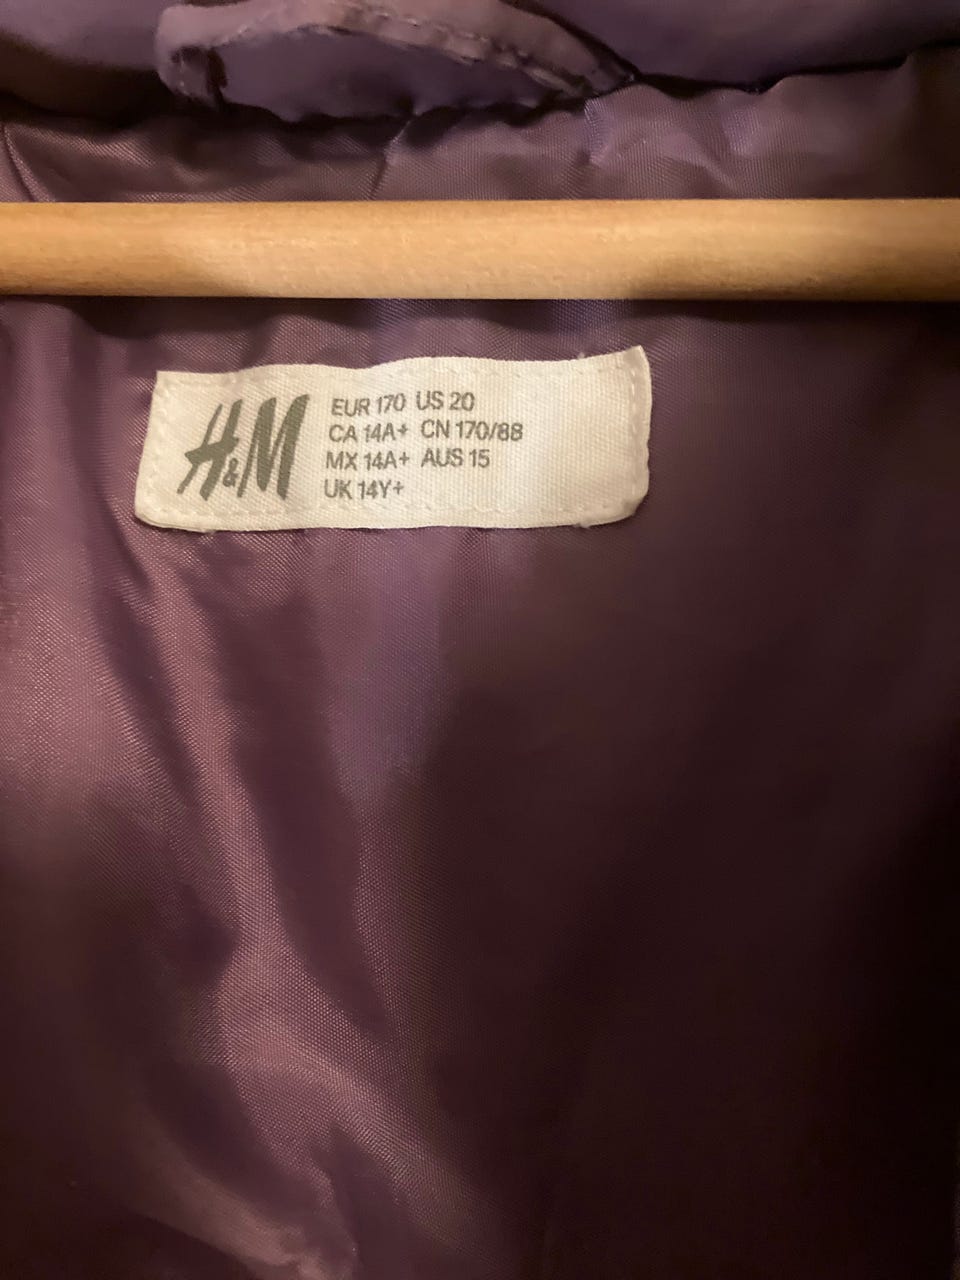 H&M
EUR 170 US 20
CA 14A+ CN 170/88
MX 14A+ AUS 15
UK 14Y+